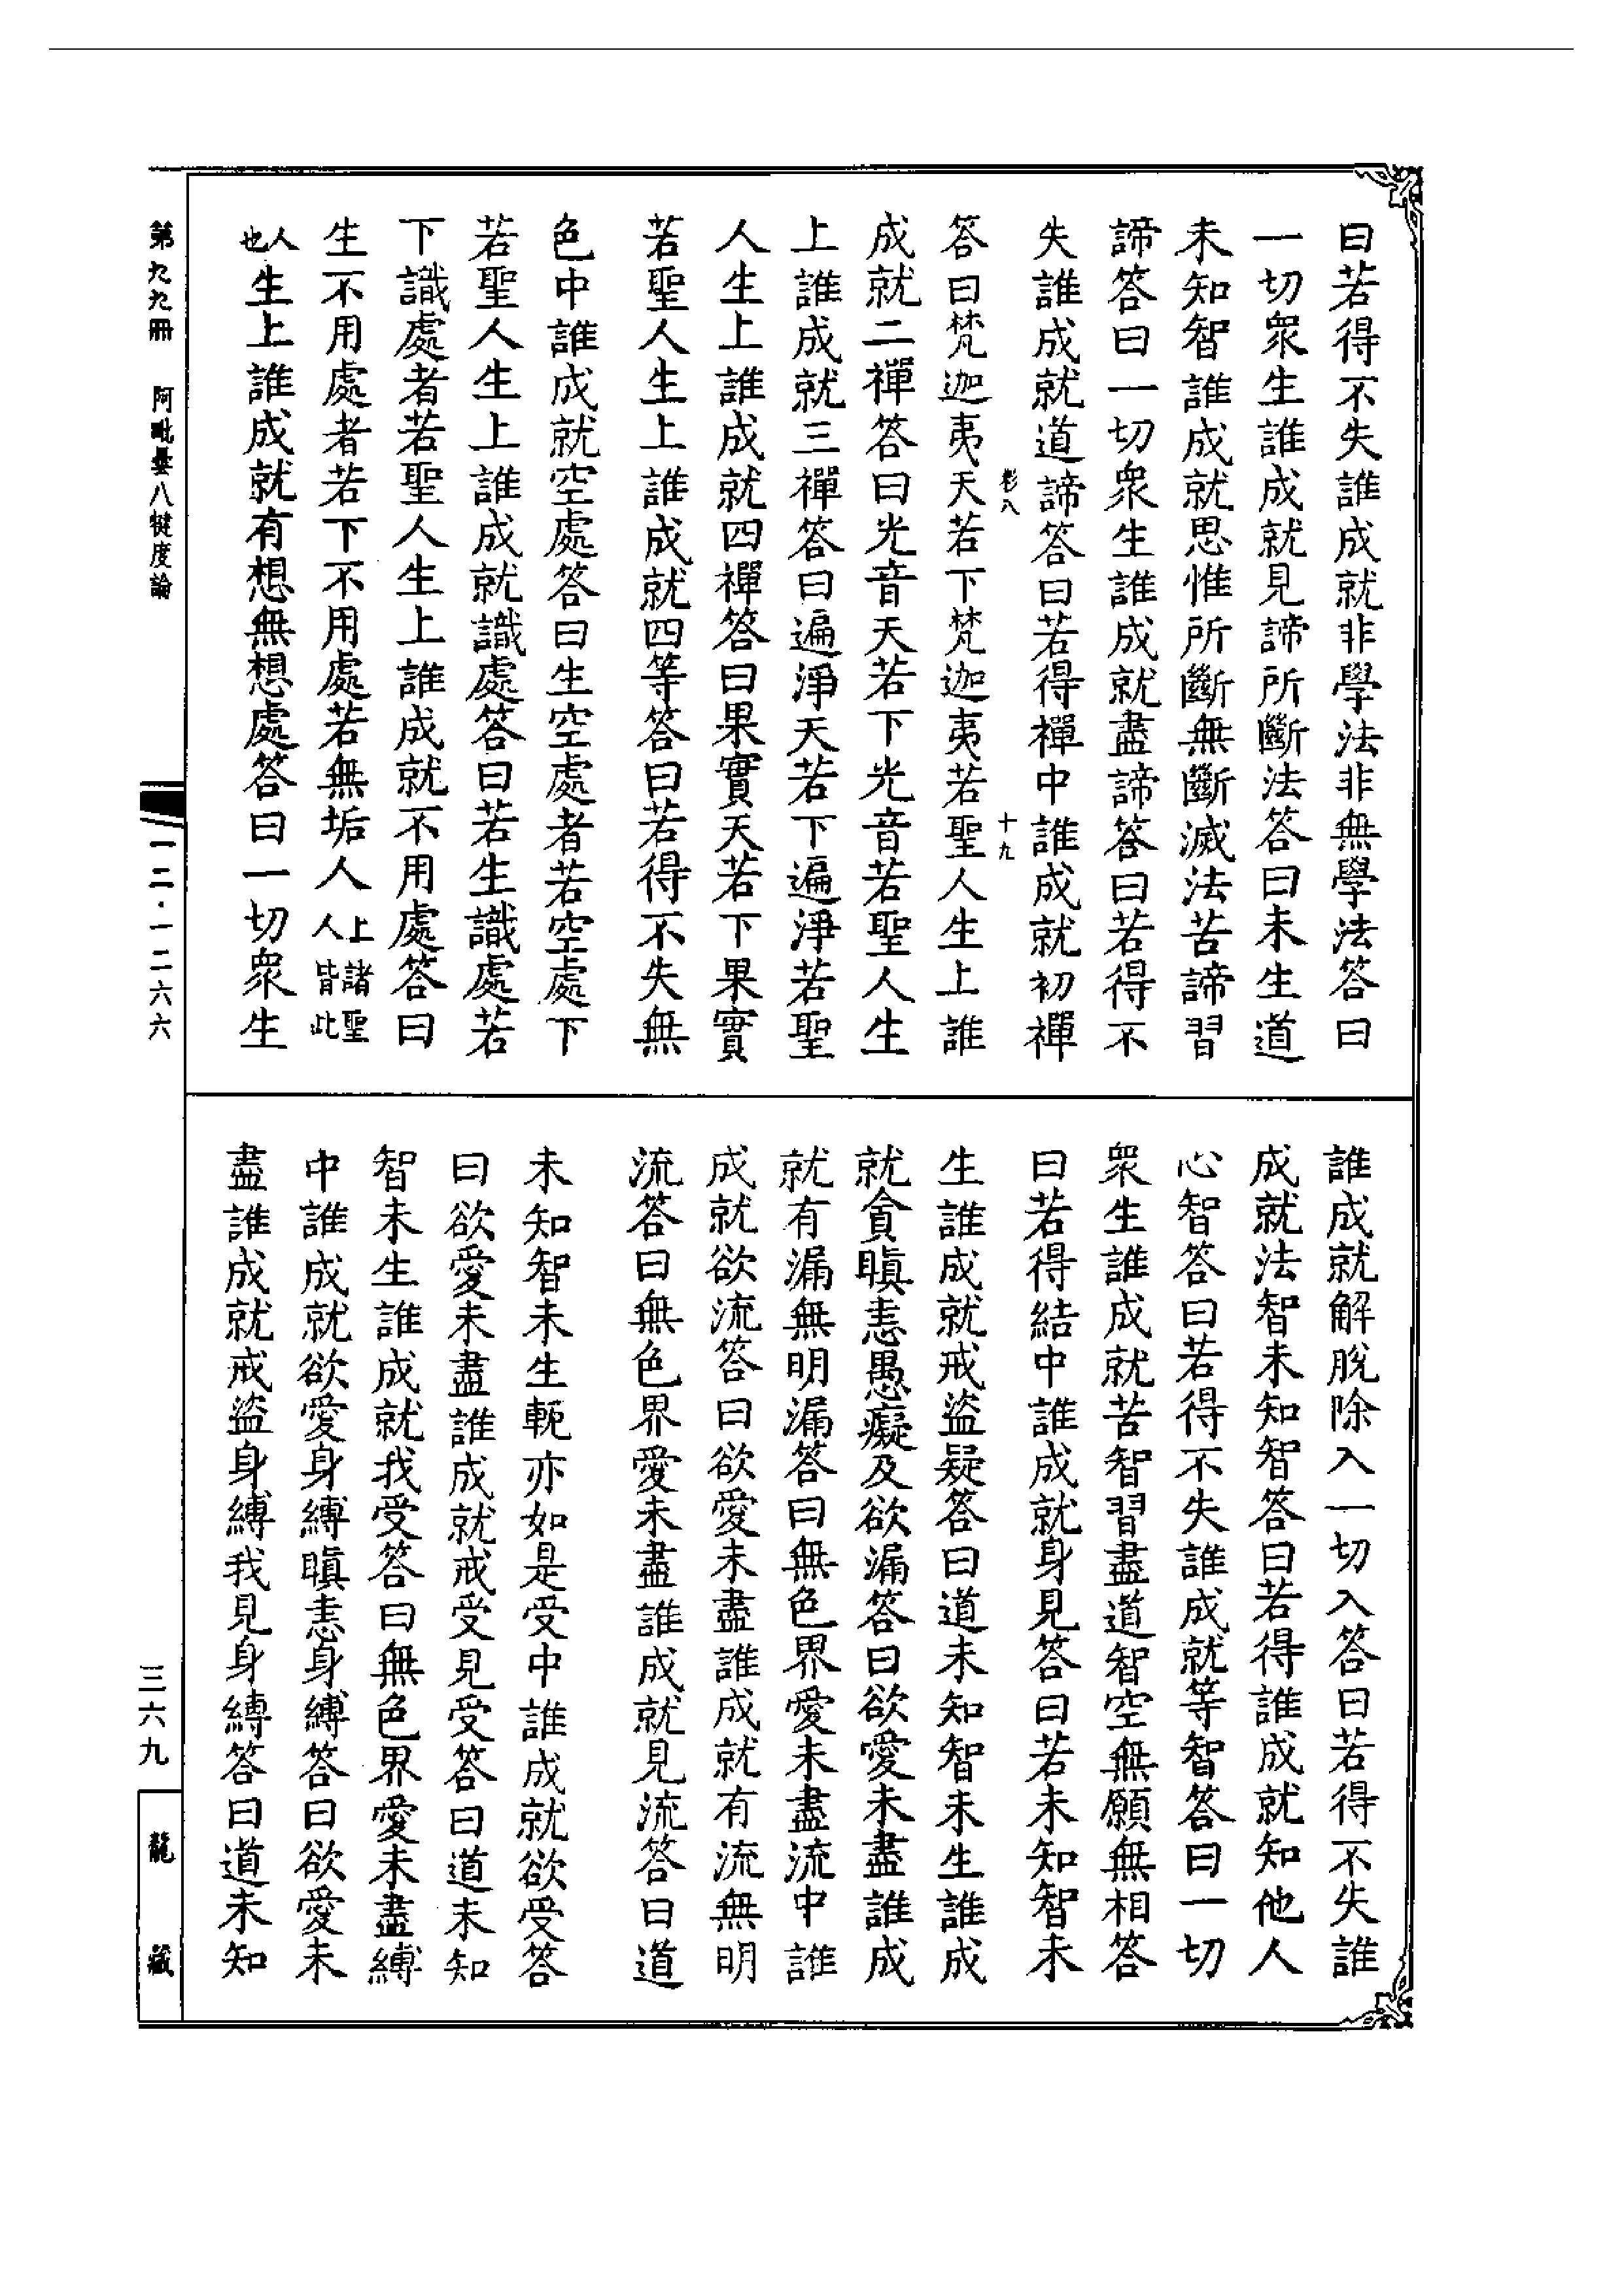 曰若得不失誰成就非學法非無學法答曰
一切衆生誰成就見諦所斷法答曰未生道
未知智誰成就思惟所斷無斷滅法苦諦習
諦答曰一切衆生誰成就盡諦答曰若得不
失誰成就道諦答曰若得禪中誰成就初禪
影八 十九
答曰梵迦夷天若下梵迦夷若聖人生上誰
成就二禪答曰光音天若下光音若聖人生
上誰成就三禪答曰遍淨天若下遍淨若聖
人生上誰成就四禪答曰果實天若下果實
若聖人生上誰成就四等答曰若得不失無
色中誰成就空處答曰生空處者若空處下
若聖人生上誰成就識處答曰若生識處若
下識處者若聖人生上誰成就不用處答曰
生不用處者若下不用處若無垢人上諸聖人皆此
人也生上誰成就有想無想處答曰一切衆生
誰成就解脫除入一切入答曰若得不失誰
成就法智未知智答曰若得誰成就知他人
心智答曰若得不失誰成就等智答曰一切
衆生誰成就苦智習盡道智空無願無相答
曰若得結中誰成就身見答曰若未知智未
生誰成就戒盜疑答曰道未知智未生誰成
就貪瞋恚愚癡及欲漏答曰欲愛未盡誰成
就有漏無明漏答曰無色界愛未盡流中誰
成就欲流答曰欲愛未盡誰成就有流無明
流答曰無色界愛未盡誰成就見流答曰道
未知智未生軛亦如是受中誰成就欲受答
曰欲愛未盡誰成就戒受見受答曰道未知
智未生誰成就我受答曰無色界愛未盡縛
中誰成就欲愛身縛瞋恚身縛答曰欲愛未
盡誰成就戒盜身縛我見身縛答曰道未知
第九九冊 阿毗曇八犍度論
一二·一二六六
三六九
龍藏